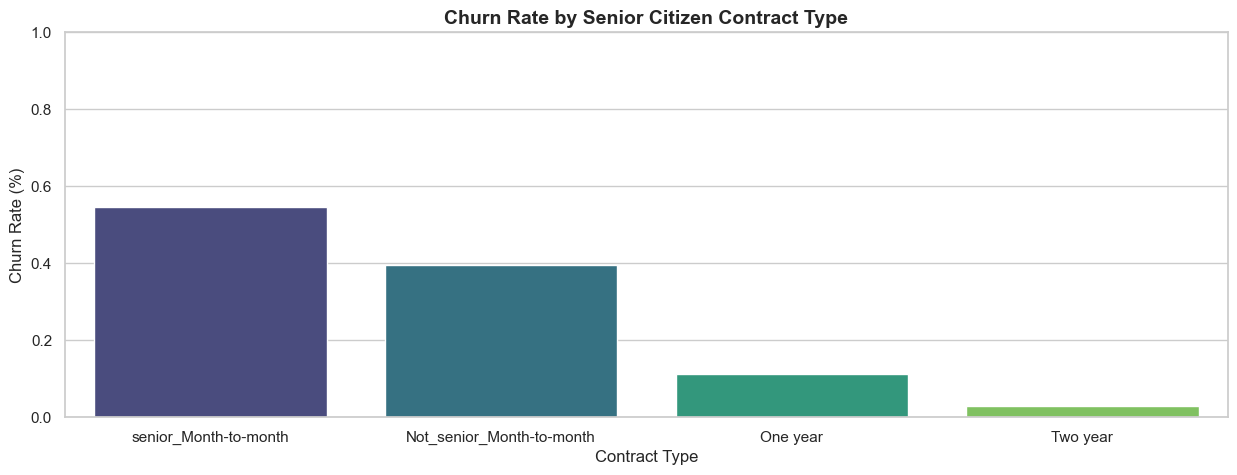 Churn Rate by Senior Citizen Contract Type
1.0
0.8
0.6
0.4
0.2
0.0
Churn Rate (%)
senior_Month-to-month
Not_senior_Month-to-month
One year
Two year
Contract Type